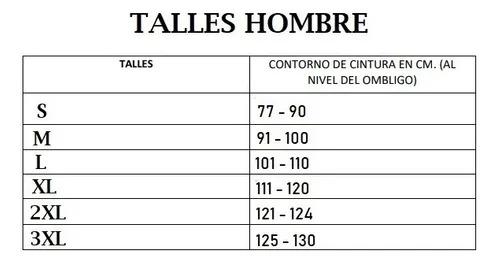 TALLES HOMBRE
TALLES CONTORNO DE CINTURA EN CM. (AL
NIVEL DEL OMBLIGO)
S 77 - 90
M 91 - 100
L 101 - 110
XL 111 - 120
2XL 121 - 124
3XL 125 - 130